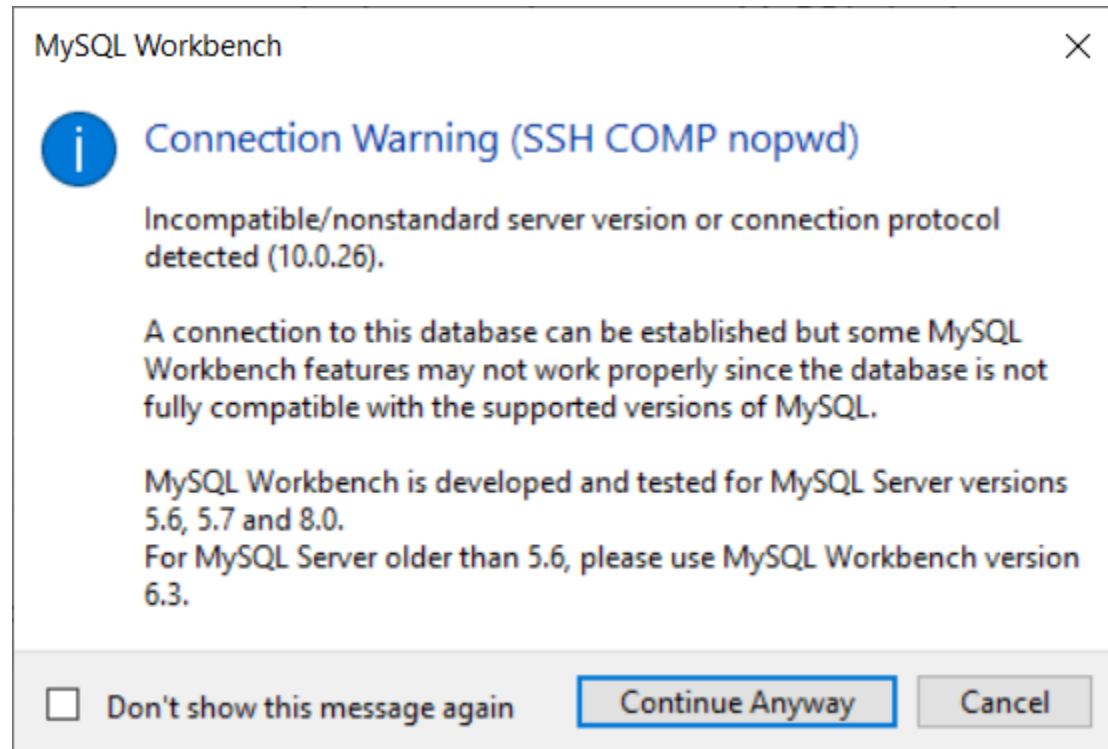 MySQL Workbench
Connection Warning (SSH COMP nopwd)
Incompatible/nonstandard server version or connection protocol
detected (10.0.26).
A connection to this database can be established but some MySQL
Workbench features may not work properly since the database is not
fully compatible with the supported versions of MySQL.
MySQL Workbench is developed and tested for MySQL Server versions
5.6, 5.7 and 8.0.
For MySQL Server older than 5.6, please use MySQL Workbench version
6.3.
Don't show this message again
Continue Anyway
Cancel